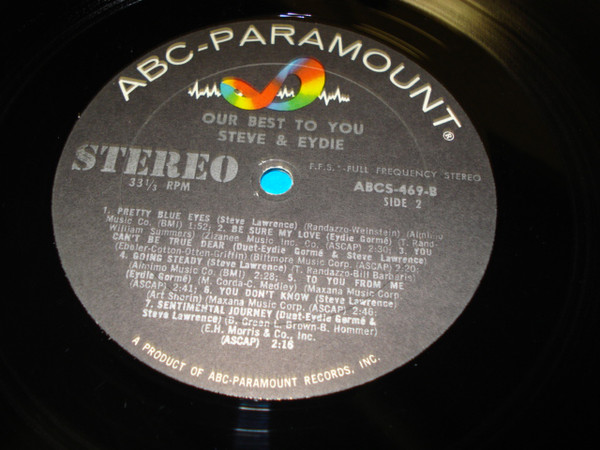 ABC-PARAMOUNT®
OUR BEST TO YOU
STEVE & EYDIE
STEREO
33⅓ RPM
F.F.S.*-FULL FREQUENCY STEREO
ABCS-469-B
SIDE 2
1. PRETTY BLUE EYES (Steve Lawrence) (Randazzo-Weinstein) (Almimo
Music Co. (BMI) 1:52; 2. BE SURE MY LOVE (Eydie Gormé) (T. Rand-
William Summers) (Zizanee Music Inc. Co. (ASCAP) 2:30; 3. YOU
CAN'T BE TRUE DEAR (Duet-Eydie Gormé & Steve Lawrence)
(Ebeler-Cotton-Otten-Griffin) (Biltmore Music Corp. ASCAP) 2:20;
4. GOING STEADY (Steve Lawrence) (T. Randazzo-Bill Barbaris)
(Almimo Music Co.) (BMI) 2:28; 5. TO YOU FROM ME
(Eydie Gormé) (M. Corda-C. Medley) (Maxana Music Corp.
(ASCAP) 2:41; 6. YOU DON'T KNOW (Steve Lawrence)
(Art Shorin) (Maxana Music Corp. (ASCAP) 2:46;
7. SENTIMENTAL JOURNEY (Duet-Eydie Gormé &
Steve Lawrence) (B. Green-L. Brown-B. Hommer)
(E.H. Morris & Co., Inc.
(ASCAP) 2:16
A PRODUCT OF ABC-PARAMOUNT RECORDS, INC.